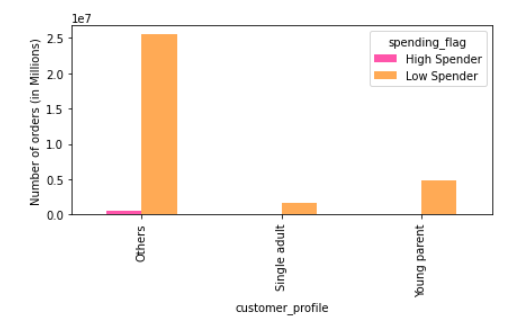 1e7
Number of orders (in Millions)
2.5
2.0
1.5
1.0
0.5
0.0
spending_flag
High Spender
Low Spender
Others
Single adult
Young parent
customer_profile